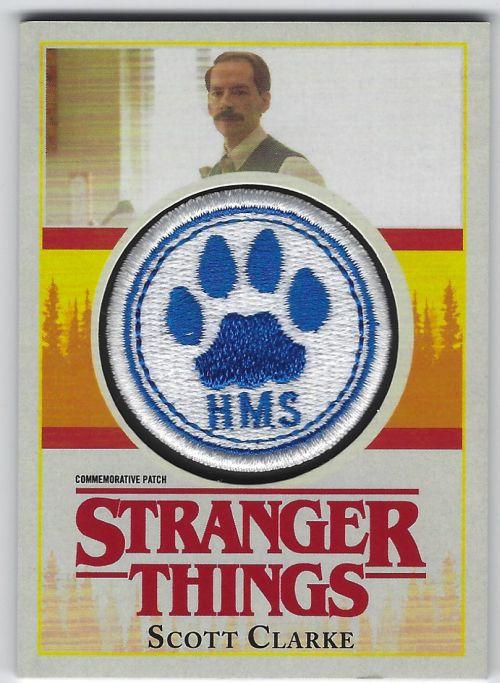 HMS
COMMEMORATIVE PATCH
STRANGER
THINGS
SCOTT CLARKE